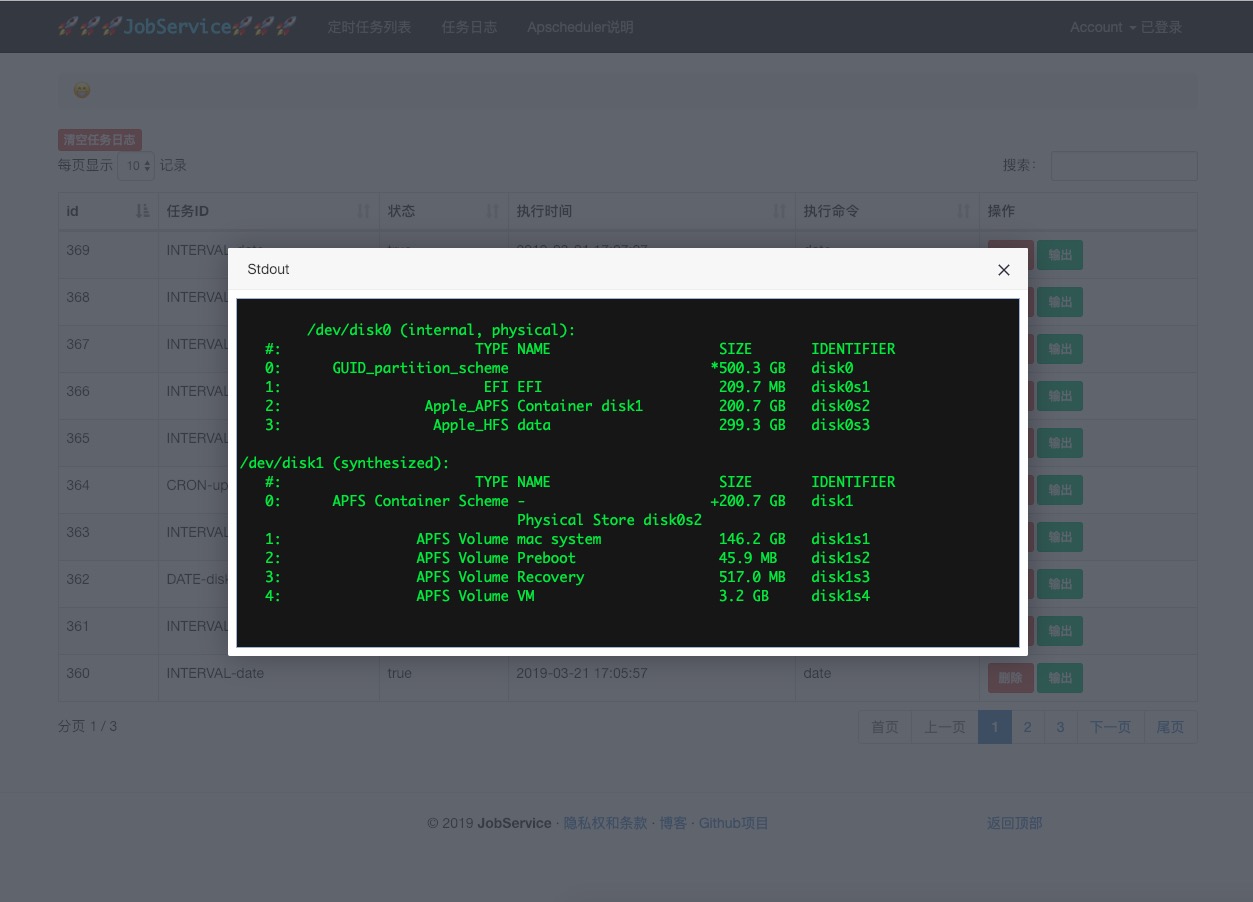 🚀🚀🚀JobService🚀🚀🚀 定时任务列表 任务日志 Apscheduler说明 Account 已登录
清空任务日志
每页显示 10 记录 搜索：
id 任务ID 状态 执行时间 执行命令 操作
369 INTERVAL-date true 2019-03-21 17:07:27 date 输出
368 INTERVAL 输出
367 INTERVAL 输出
366 INTERVAL 输出
365 INTERVAL 输出
364 CRON-up 输出
363 INTERVAL 输出
362 DATE-disk 输出
361 INTERVAL 输出
360 INTERVAL-date true 2019-03-21 17:05:57 date 删除 输出
Stdout
/dev/disk0 (internal, physical):
#: TYPE NAME SIZE IDENTIFIER
0: GUID_partition_scheme *500.3 GB disk0
1: EFI EFI 209.7 MB disk0s1
2: Apple_APFS Container disk1 200.7 GB disk0s2
3: Apple_HFS data 299.3 GB disk0s3
/dev/disk1 (synthesized):
#: TYPE NAME SIZE IDENTIFIER
0: APFS Container Scheme - +200.7 GB disk1
Physical Store disk0s2
1: APFS Volume mac system 146.2 GB disk1s1
2: APFS Volume Preboot 45.9 MB disk1s2
3: APFS Volume Recovery 517.0 MB disk1s3
4: APFS Volume VM 3.2 GB disk1s4
分页 1 / 3 首页 上一页 1 2 3 下一页 尾页
© 2019 JobService · 隐私权和条款 · 博客 · Github项目 返回顶部